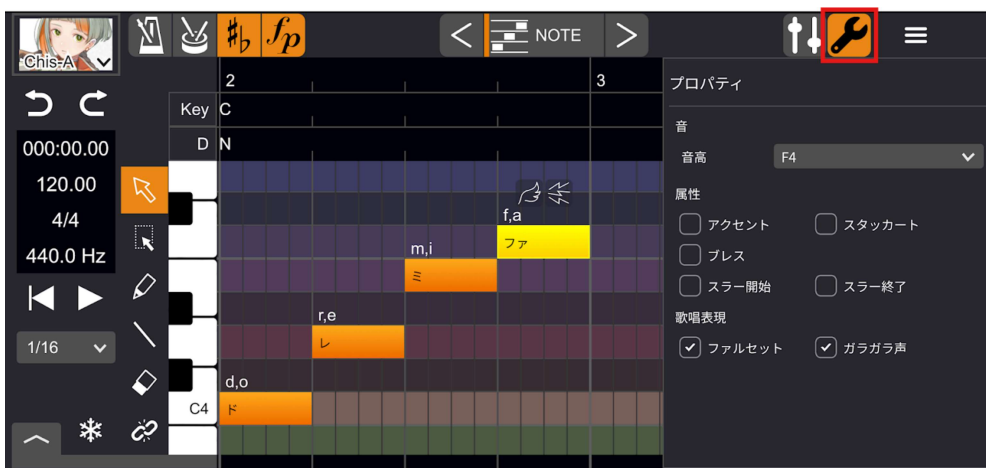 Chis-A
NOTE
2 3
Key C
D N
000:00.00
120.00
4/4
440.0 Hz
1/16
C4
f,a
ファ
m,i
ミ
r,e
レ
d,o
ド
プロパティ
音
音高 F4
属性
アクセント スタッカート
ブレス
スラー開始 スラー終了
歌唱表現
ファルセット ガラガラ声